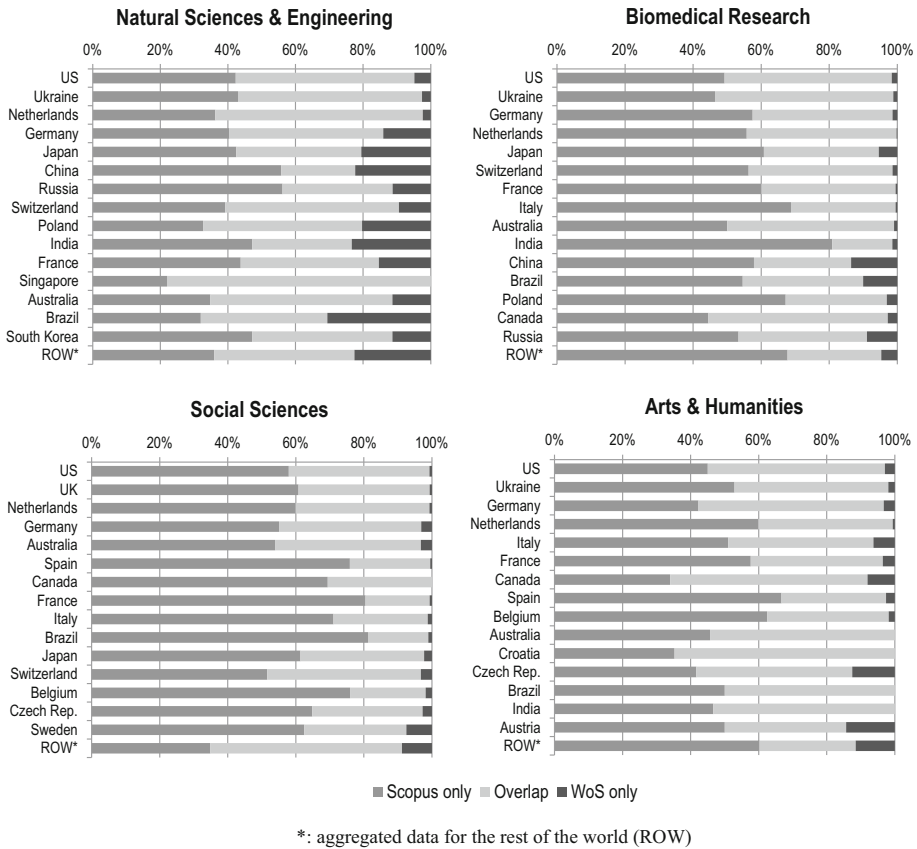 Natural Sciences & Engineering
0% 20% 40% 60% 80% 100%
US
Ukraine
Netherlands
Germany
Japan
China
Russia
Switzerland
Poland
India
France
Singapore
Australia
Brazil
South Korea
ROW*
Biomedical Research
0% 20% 40% 60% 80% 100%
US
Ukraine
Germany
Netherlands
Japan
Switzerland
France
Italy
Australia
India
China
Brazil
Poland
Canada
Russia
ROW*
Social Sciences
0% 20% 40% 60% 80% 100%
US
UK
Netherlands
Germany
Australia
Spain
Canada
France
Italy
Brazil
Japan
Switzerland
Belgium
Czech Rep.
Sweden
ROW*
Arts & Humanities
0% 20% 40% 60% 80% 100%
US
Ukraine
Germany
Netherlands
Italy
France
Canada
Spain
Belgium
Australia
Croatia
Czech Rep.
Brazil
India
Austria
ROW*
Scopus only Overlap WoS only
*: aggregated data for the rest of the world (ROW)